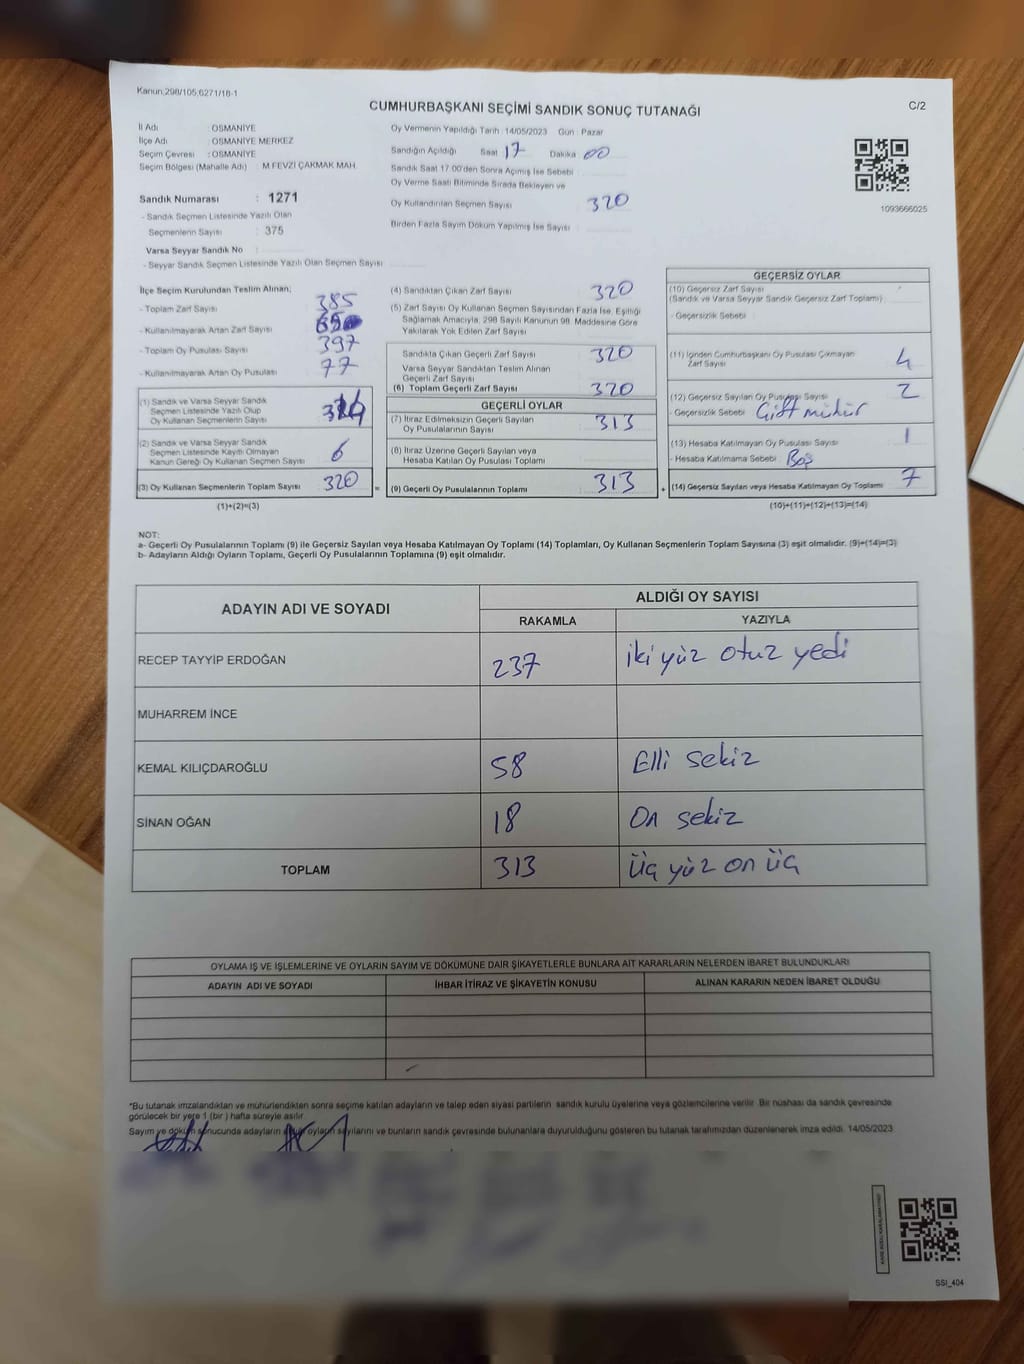 Kanun:298/105,6271/18-1
CUMHURBAŞKANI SEÇİMİ SANDIK SONUÇ TUTANAĞI
C/2
İl Adı OSMANİYE
İlçe Adı : OSMANİYE MERKEZ
Seçim Çevresi : OSMANİYE
Seçim Bölgesi (Mahalle Adı) : M.FEVZİ ÇAKMAK MAH.
Sandık Numarası : 1271
- Sandık Seçmen Listesinde Yazılı Olan
Seçmenlerin Sayısı : 375
Varsa Seyyar Sandık No :
- Seyyar Sandık Seçmen Listesinde Yazılı Olan Seçmen Sayısı
Oy Vermenin Yapıldığı Tarih : 14/05/2023 Gün : Pazar
Sandığın Açıldığı Saat 17 Dakika 00
Sandık Saat 17:00'den Sonra Açımış İse Sebebi :
Oy Verme Saati Bitiminde Sırada Bekleyen ve
Oy Kullandırılan Seçmen Sayısı 320
Birden Fazla Sayım Döküm Yapılmış İse Sayısı :
1093666025
İlçe Seçim Kurulundan Teslim Alınan;
- Toplam Zarf Sayısı 385
- Kullanılmayarak Artan Zarf Sayısı
- Toplam Oy Pusulası Sayısı 397
- Kullanılmayarak Artan Oy Pusulası 77
(1) Sandık ve Varsa Seyyar Sandık
Seçmen Listesinde Yazılı Olup
Oy Kullanan Seçmenlerin Sayısı
(2) Sandık ve Varsa Seyyar Sandık
Seçmen Listesinde Kaydı Olmayan
Kanun Gereği Oy Kullanan Seçmen Sayısı 6
(3) Oy Kullanan Seçmenlerin Toplam Sayısı 320
(1)+(2)=(3)
=
(4) Sandıktan Çıkan Zarf Sayısı 320
(5) Zarf Sayısı Oy Kullanan Seçmen Sayısından Fazla İse, Eşitliği
Sağlamak Amacıyla, 298 Sayılı Kanunun 98. Maddesine Göre
Yakılarak Yok Edilen Zarf Sayısı
Sandıkta Çıkan Geçerli Zarf Sayısı 320
Varsa Seyyar Sandıktan Teslim Alınan
Geçerli Zarf Sayısı
(6) Toplam Geçerli Zarf Sayısı 320
GEÇERLİ OYLAR
(7) İtiraz Edilmeksizin Geçerli Sayılan
Oy Pusulalarının Sayısı 313
(8) İtiraz Üzerine Geçerli Sayılan veya
Hesaba Katılan Oy Pusulası Toplamı
(9) Geçerli Oy Pusulalarının Toplamı 313
+
GEÇERSİZ OYLAR
(10) Geçersiz Zarf Sayısı
(Sandık ve Varsa Seyyar Sandık Geçersiz Zarf Toplamı)
- Geçersizlik Sebebi :
(11) İçinden Cumhurbaşkanı Oy Pusulası Çıkmayan
Zarf Sayısı 4
(12) Geçersiz Sayılan Oy Pusulası Sayısı 2
- Geçersizlik Sebebi : Çift mühür
(13) Hesaba Katılmayan Oy Pusulası Sayısı 1
- Hesaba Katılmama Sebebi : Boş
(14) Geçersiz Sayılan veya Hesaba Katılmayan Oy Toplamı 7
(10)+(11)+(12)+(13)=(14)
NOT:
a- Geçerli Oy Pusulalarının Toplamı (9) ile Geçersiz Sayılan veya Hesaba Katılmayan Oy Toplamı (14) Toplamları, Oy Kullanan Seçmenlerin Toplam Sayısına (3) eşit olmalıdır. (9)+(14)=(3)
b- Adayların Aldığı Oyların Toplamı, Geçerli Oy Pusulalarının Toplamına (9) eşit olmalıdır.
ADAYIN ADI VE SOYADI
ALDIĞI OY SAYISI
RAKAMLA YAZIYLA
RECEP TAYYİP ERDOĞAN 237 iki yüz otuz yedi
MUHARREM İNCE
KEMAL KILIÇDAROĞLU 58 Elli sekiz
SİNAN OĞAN 18 On sekiz
TOPLAM 313 üç yüz on üç
OYLAMA İŞ VE İŞLEMLERİNE VE OYLARIN SAYIM VE DÖKÜMÜNE DAİR ŞİKAYETLERLE BUNLARA AİT KARARLARIN NELERDEN İBARET BULUNDUKLARI
ADAYIN ADI VE SOYADI İHBAR İTİRAZ VE ŞİKAYETİN KONUSU ALINAN KARARIN NEDEN İBARET OLDUĞU
*Bu tutanak imzalandıktan ve mühürlendikten sonra seçime katılan adayların ve talep eden siyasi partilerin sandık kurulu üyelerine veya gözlemcilerine verilir. Bir nüshası da sandık çevresinde
görülecek bir yere 1 (bir) hafta süreyle asılır.
Sayım ve döküm sonucunda adayların oyların sayılarını ve bunların sandık çevresinde bulunanlara duyurulduğunu gösteren bu tutanak tarafımızdan düzenlenerek imza edildi. 14/05/2023
SSI_404